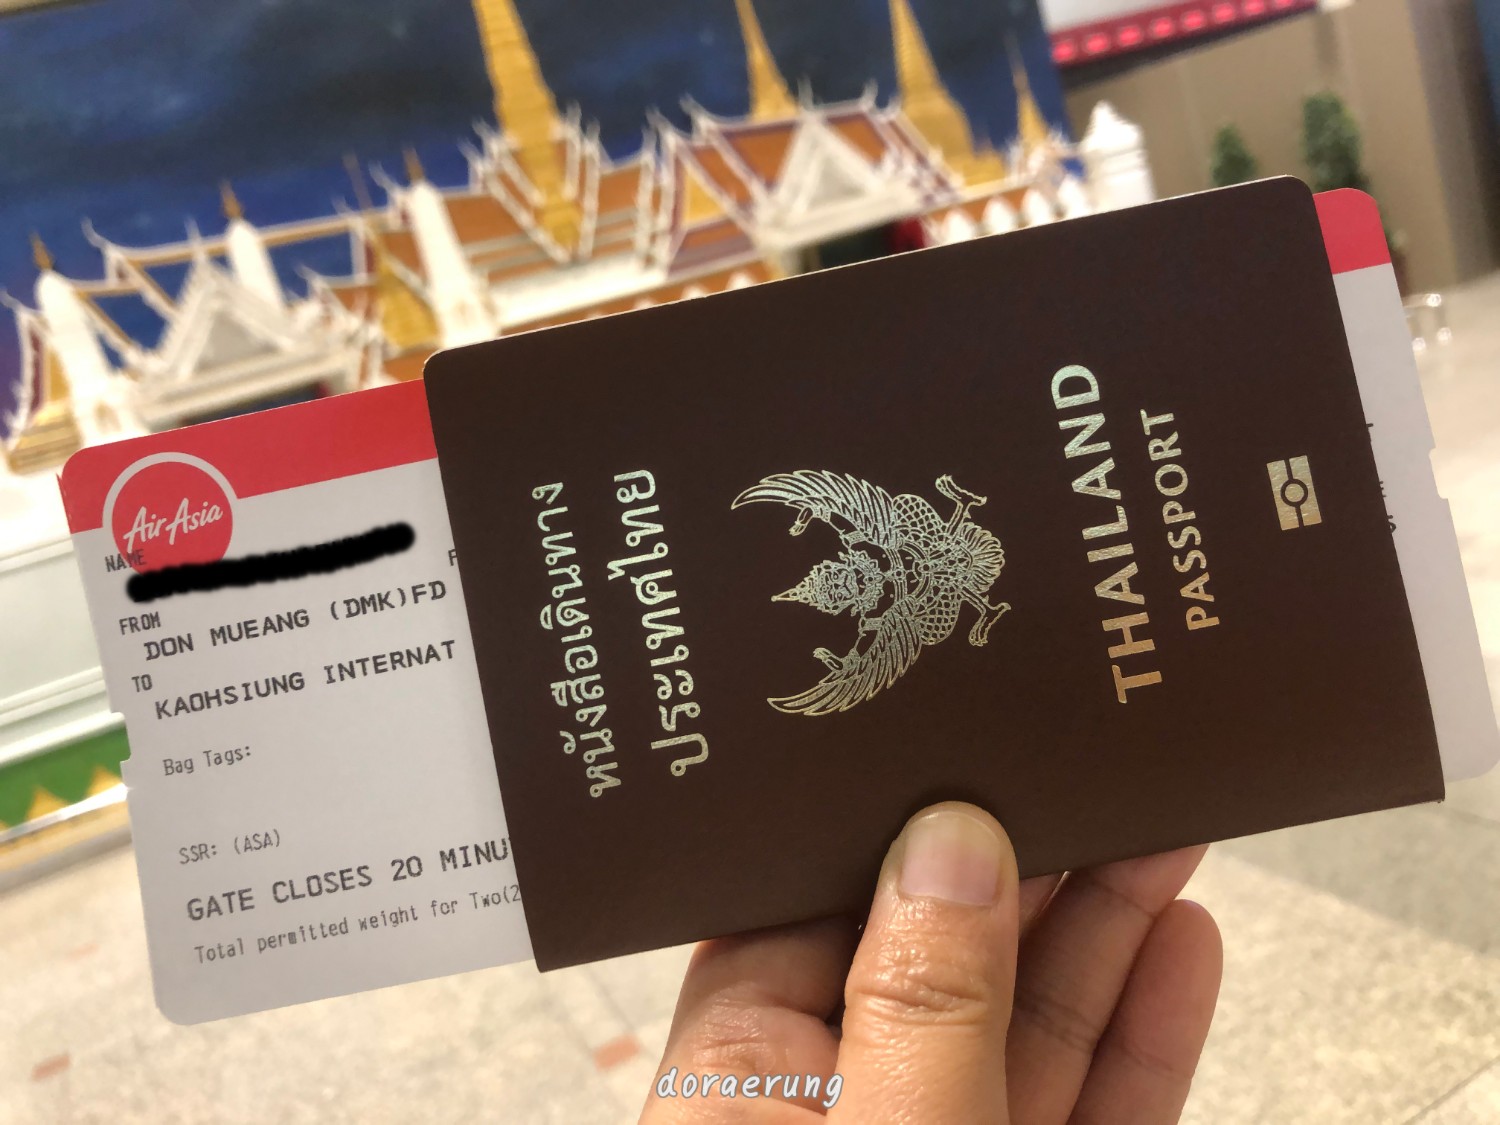 AirAsia
NAME
FROM
DON MUEANG (DMK)FD
TO
KAOHSIUNG INTERNAT
Bag Tags:
SSR: (ASA)
GATE CLOSES 20 MINU
Total permitted weight for Two(2
หนังสือเดินทาง
ประเทศไทย
THAILAND
PASSPORT
doraerung